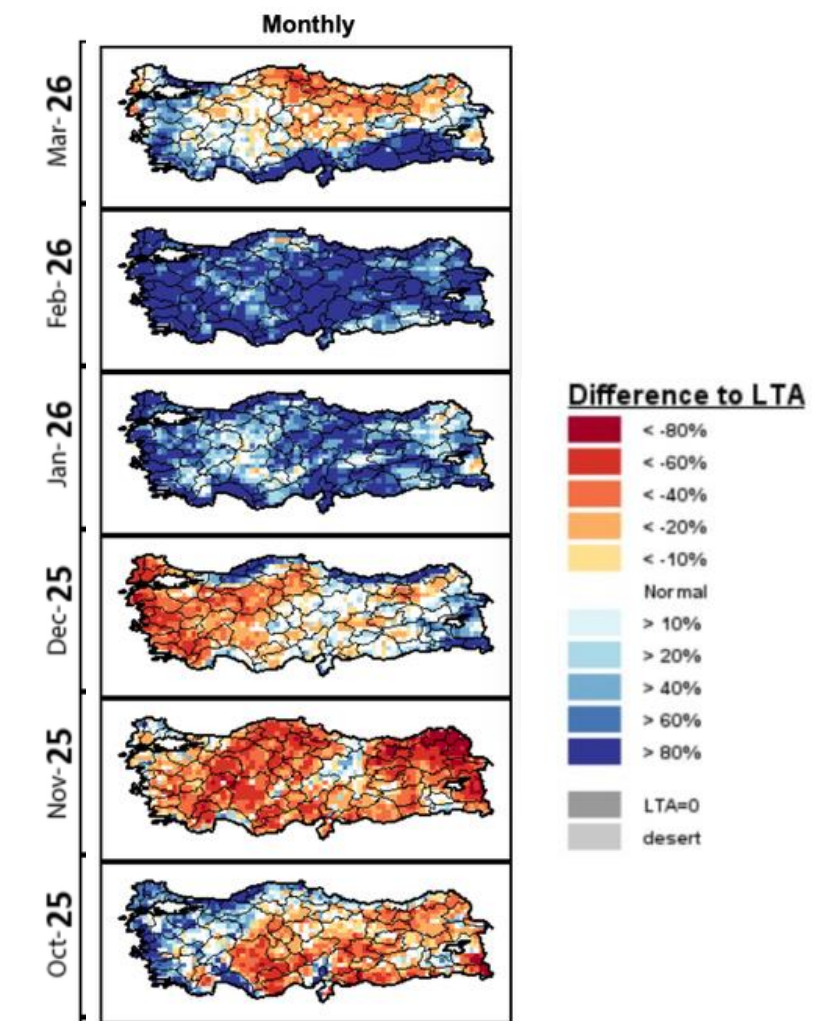 Monthly
Mar-26
Feb-26
Jan-26
Dec-25
Nov-25
Oct-25
Difference to LTA
< -80%
< -60%
< -40%
< -20%
< -10%
Normal
> 10%
> 20%
> 40%
> 60%
> 80%
LTA=0
desert